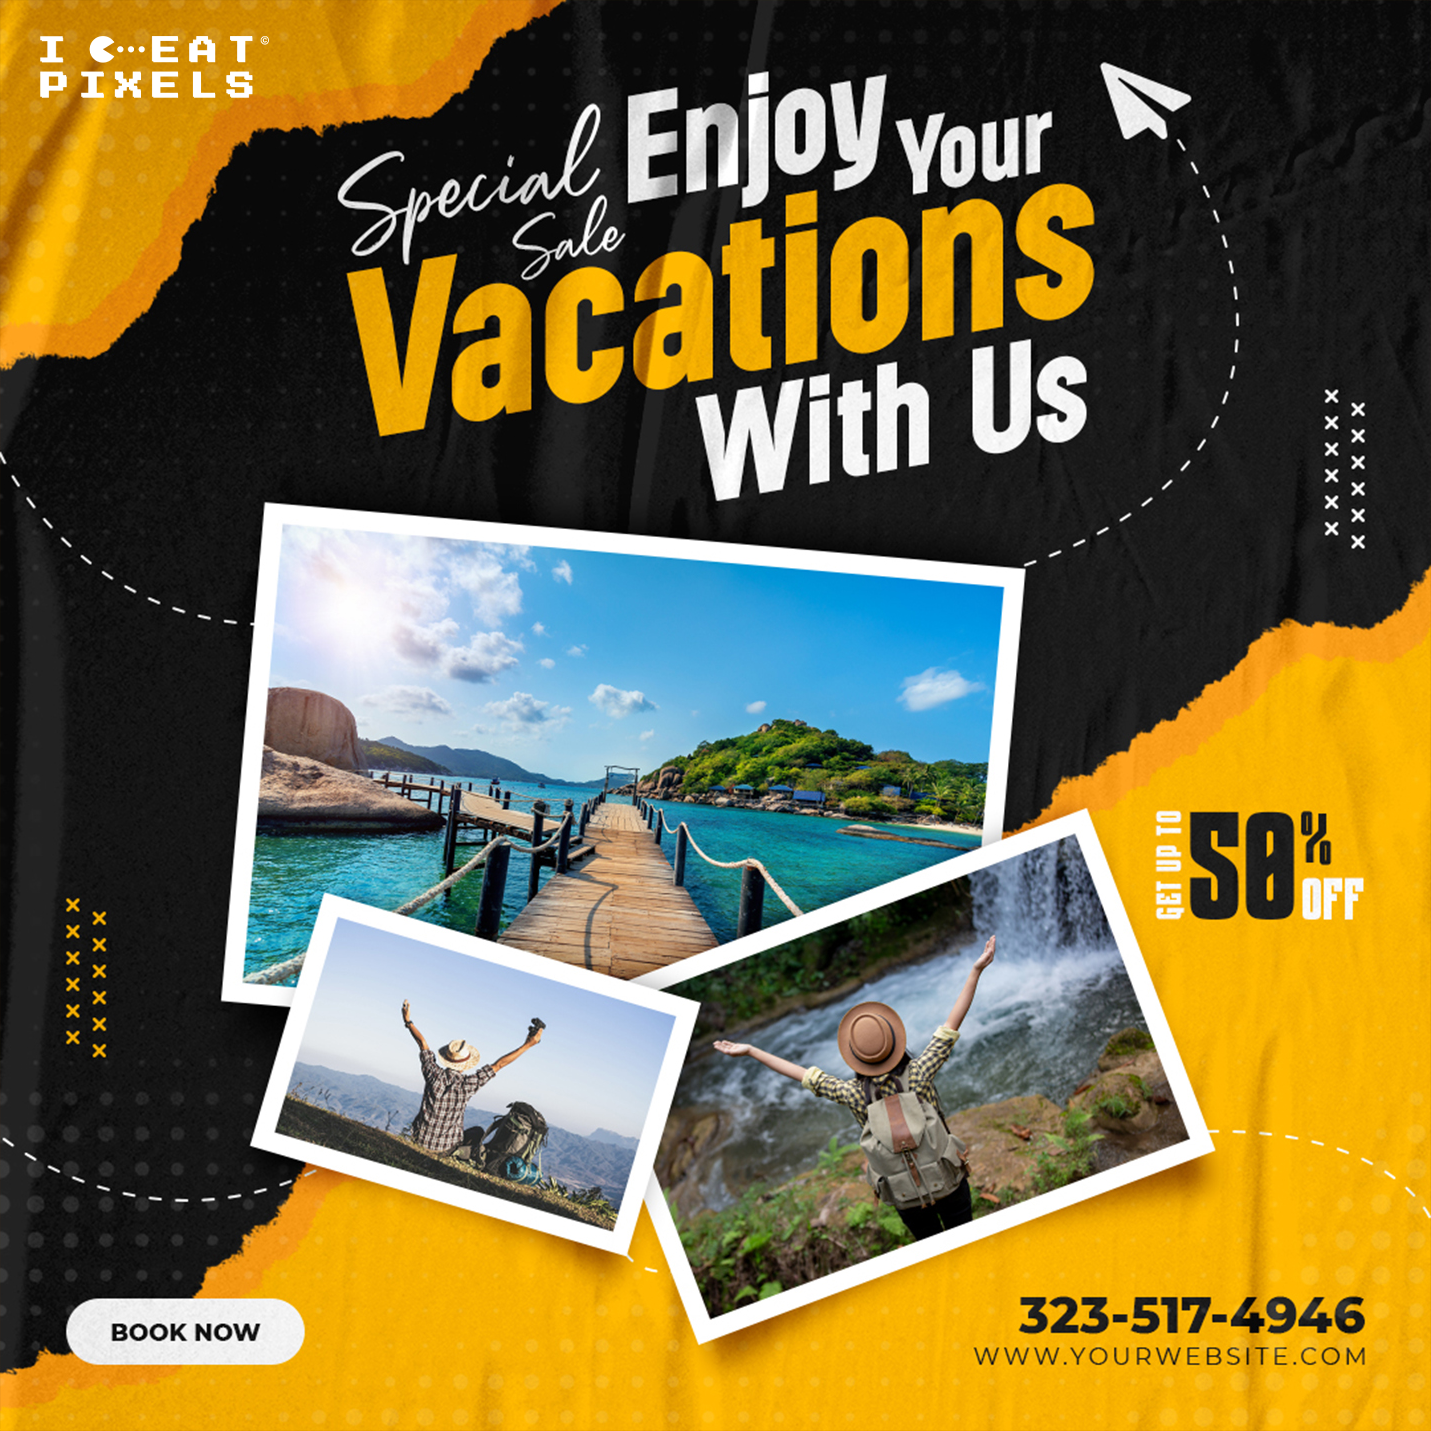 I EAT©
PIXELS
Special
Sale
Enjoy Your
Vacations
With Us
GET UP TO
50%
OFF
BOOK NOW
323-517-4946
WWW.YOURWEBSITE.COM